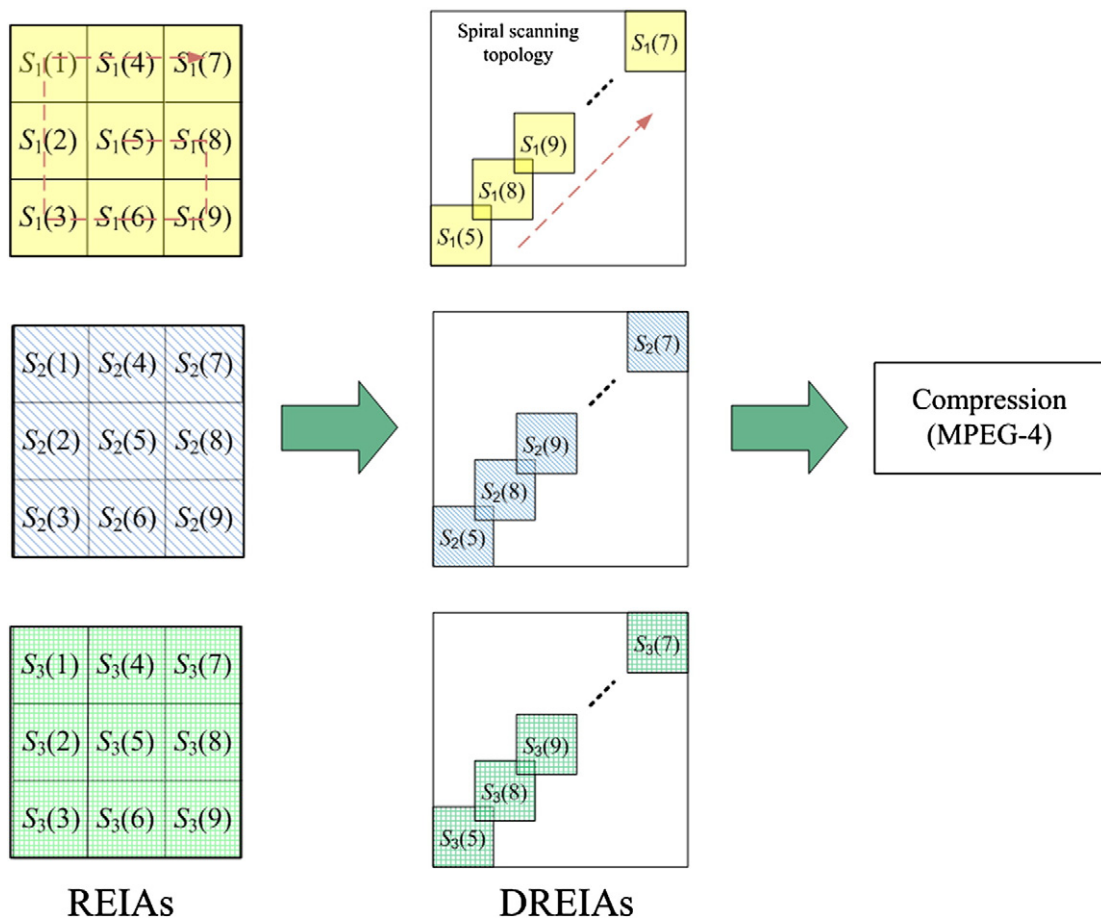 S₁(1) S₁(4) S₁(7)
S₁(2) S₁(5) S₁(8)
S₁(3) S₁(6) S₁(9)
Spiral scanning
topology
S₁(7)
S₁(9)
S₁(8)
S₁(5)
S₂(1) S₂(4) S₂(7)
S₂(2) S₂(5) S₂(8)
S₂(3) S₂(6) S₂(9)
S₂(7)
S₂(9)
S₂(8)
S₂(5)
Compression
(MPEG-4)
S₃(1) S₃(4) S₃(7)
S₃(2) S₃(5) S₃(8)
S₃(3) S₃(6) S₃(9)
S₃(7)
S₃(9)
S₃(8)
S₃(5)
REIAs
DREIAs